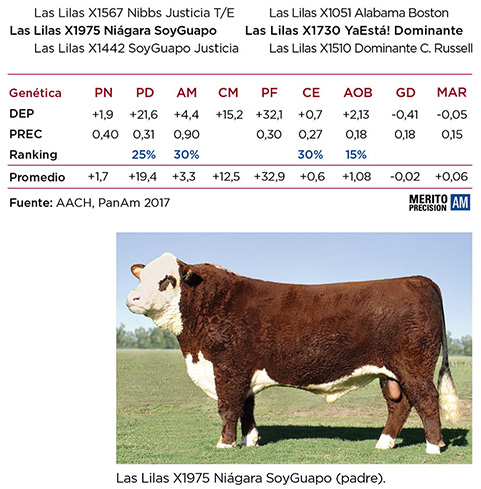 Las Lilas X1567 Nibbs Justicia T/E Las Lilas X1051 Alabama Boston
Las Lilas X1975 Niágara SoyGuapo Las Lilas X1730 YaEstá! Dominante
Las Lilas X1442 SoyGuapo Justicia Las Lilas X1510 Dominante C. Russell
Genética PN PD AM CM PF CE AOB GD MAR
DEP +1,9 +21,6 +4,4 +15,2 +32,1 +0,7 +2,13 -0,41 -0,05
PREC 0,40 0,31 0,90 0,30 0,27 0,18 0,18 0,15
Ranking 25% 30% 30% 15%
Promedio +1,7 +19,4 +3,3 +12,5 +32,9 +0,6 +1,08 -0,02 +0,06
Fuente: AACH, PanAm 2017
MERITO
PRECISION AM
Las Lilas X1975 Niágara SoyGuapo (padre).